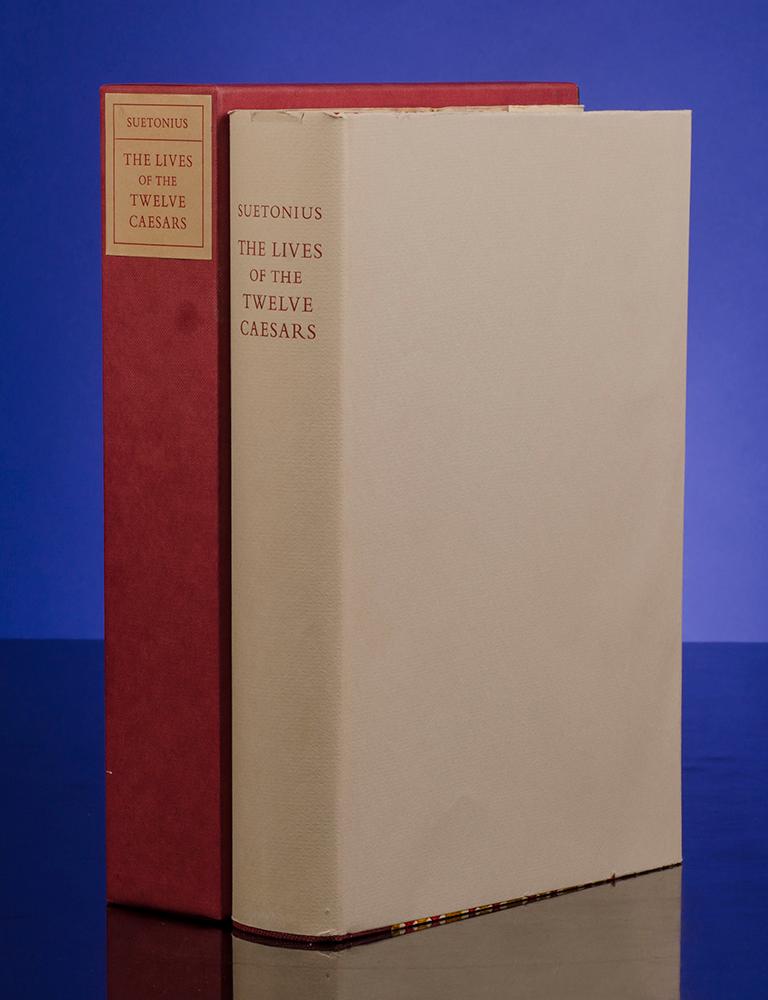 SUETONIUS
THE LIVES
OF THE
TWELVE
CAESARS
SUETONIUS
THE LIVES
OF THE
TWELVE
CAESARS